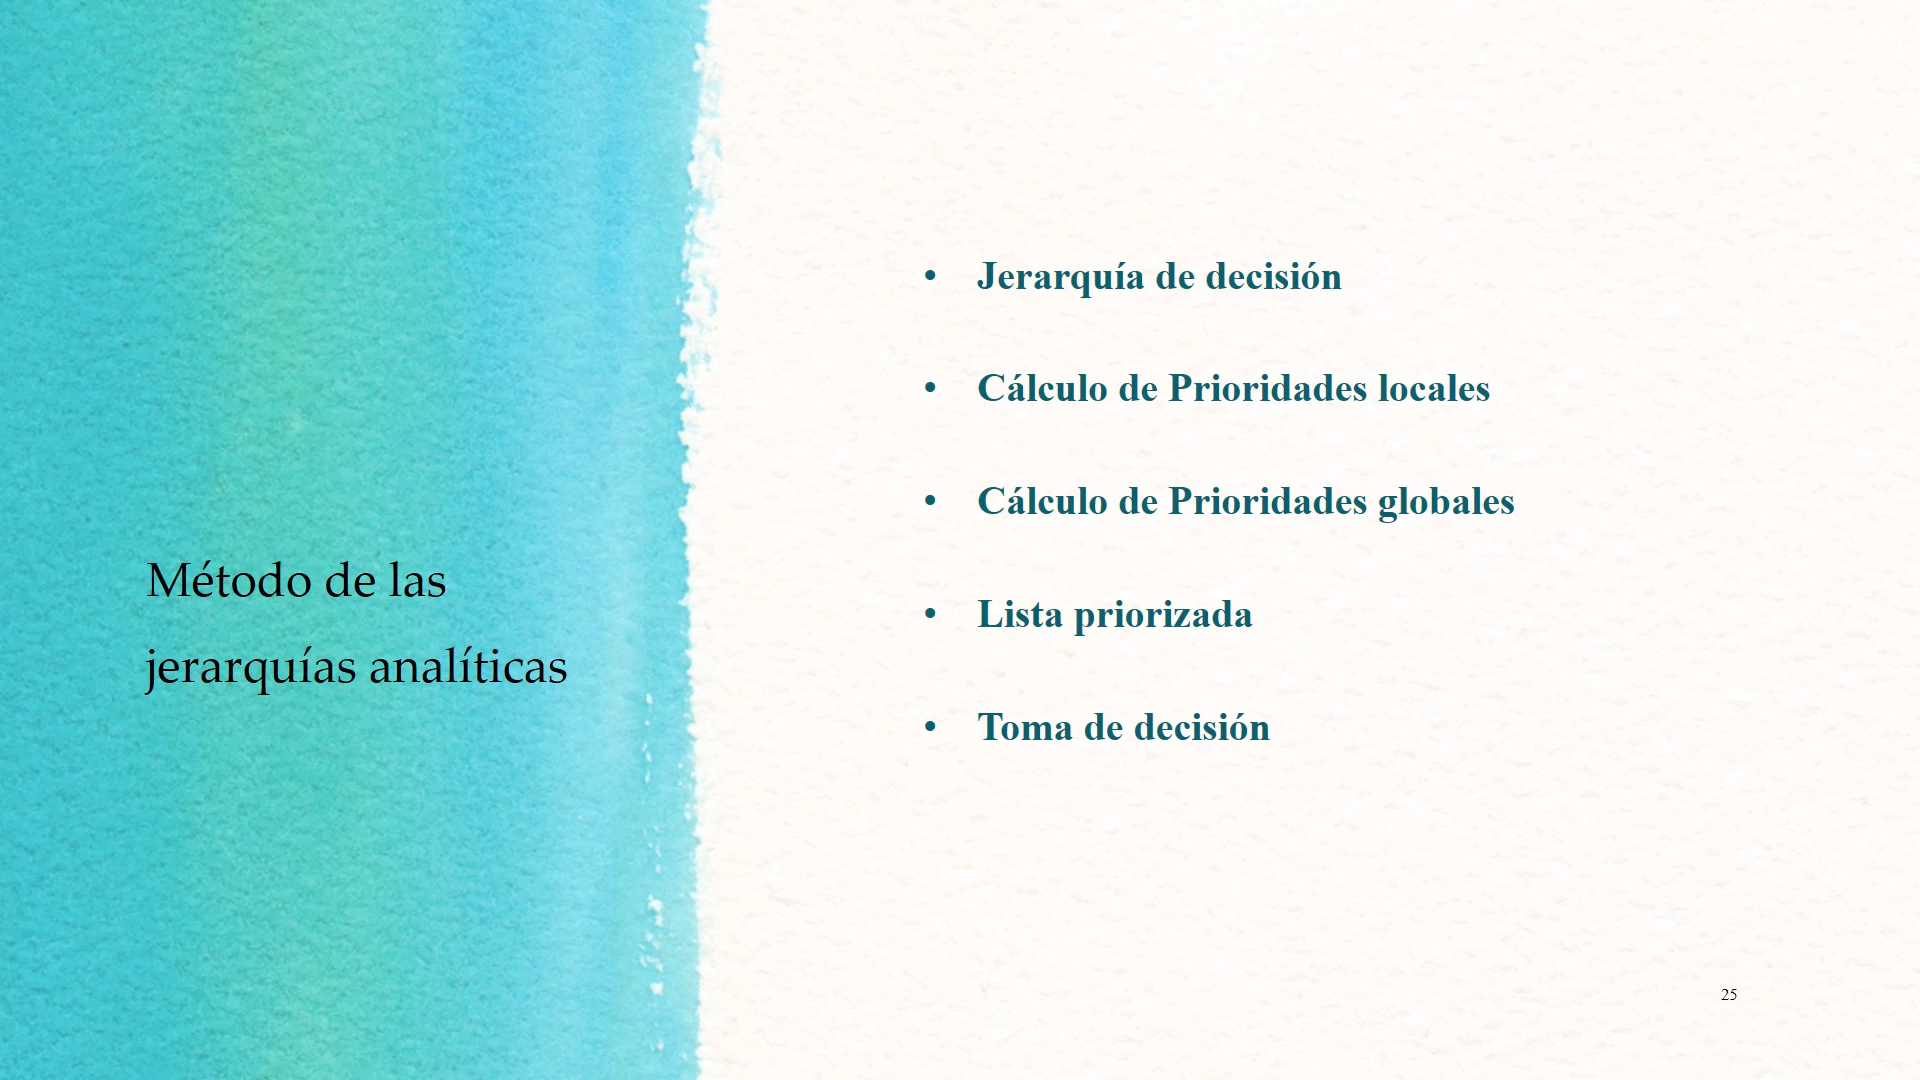 Método de las
jerarquías analíticas
• Jerarquía de decisión
• Cálculo de Prioridades locales
• Cálculo de Prioridades globales
• Lista priorizada
• Toma de decisión
25